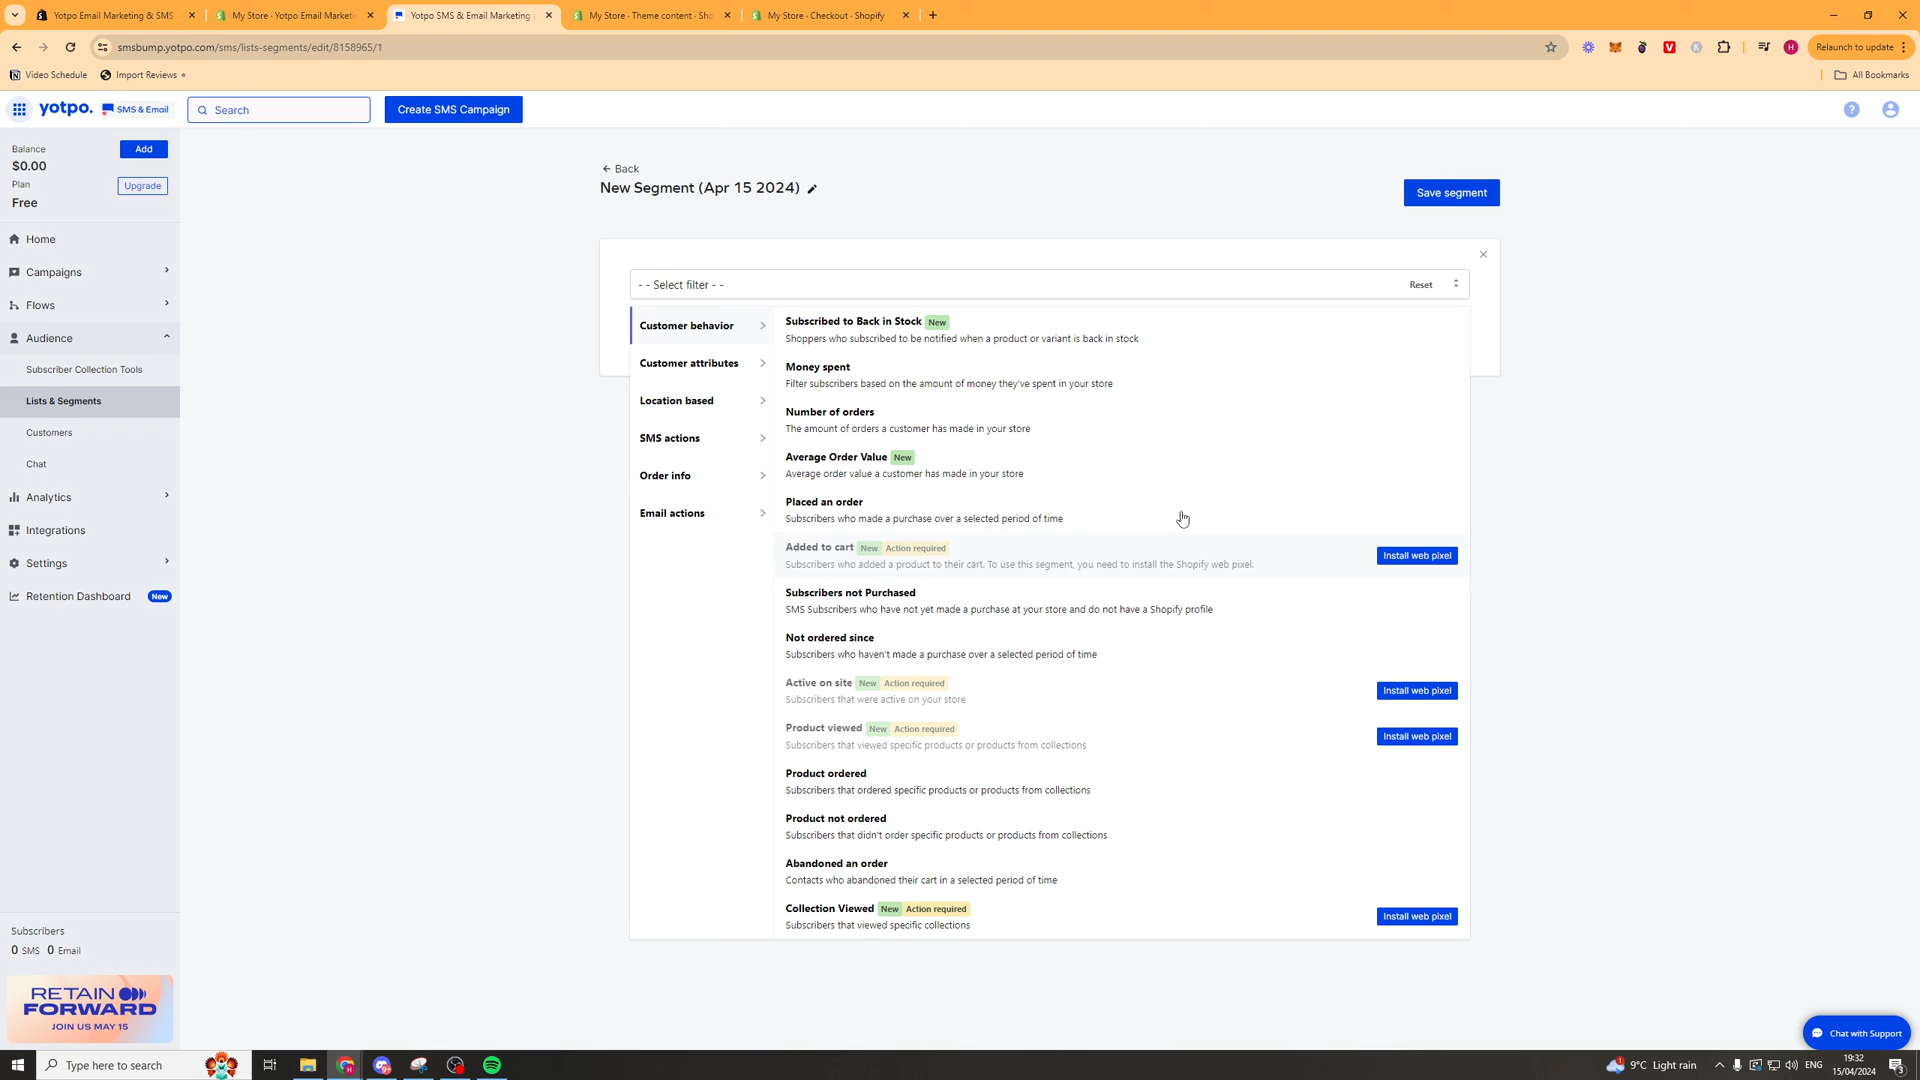 Yotpo Email Marketing & SMS
My Store · Yotpo Email Marketi
Yotpo SMS & Email Marketing
My Store · Theme content · Sho
My Store · Checkout · Shopify
smsbump.yotpo.com/sms/lists-segments/edit/8158965/1
Relaunch to update
Video Schedule
Import Reviews
All Bookmarks
yotpo.
SMS & Email
Search
Create SMS Campaign
Balance
Add
$0.00
Plan
Upgrade
Free
Home
Campaigns
Flows
Audience
Subscriber Collection Tools
Lists & Segments
Customers
Chat
Analytics
Integrations
Settings
Retention Dashboard New
Subscribers
0 SMS 0 Email
RETAIN
FORWARD
JOIN US MAY 15
← Back
New Segment (Apr 15 2024)
Save segment
- - Select filter - -
Reset
Customer behavior
Customer attributes
Location based
SMS actions
Order info
Email actions
Subscribed to Back in Stock New
Shoppers who subscribed to be notified when a product or variant is back in stock
Money spent
Filter subscribers based on the amount of money they've spent in your store
Number of orders
The amount of orders a customer has made in your store
Average Order Value New
Average order value a customer has made in your store
Placed an order
Subscribers who made a purchase over a selected period of time
Added to cart New Action required
Subscribers who added a product to their cart. To use this segment, you need to install the Shopify web pixel.
Install web pixel
Subscribers not Purchased
SMS Subscribers who have not yet made a purchase at your store and do not have a Shopify profile
Not ordered since
Subscribers who haven't made a purchase over a selected period of time
Active on site New Action required
Subscribers that were active on your store
Install web pixel
Product viewed New Action required
Subscribers that viewed specific products or products from collections
Install web pixel
Product ordered
Subscribers that ordered specific products or products from collections
Product not ordered
Subscribers that didn't order specific products or products from collections
Abandoned an order
Contacts who abandoned their cart in a selected period of time
Collection Viewed New Action required
Subscribers that viewed specific collections
Install web pixel
Chat with Support
Type here to search
9°C Light rain
ENG
19:32
15/04/2024